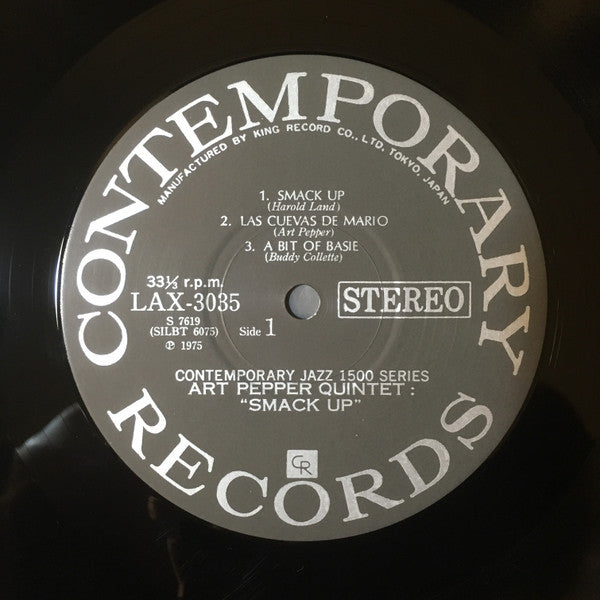 CONTEMPORARY RECORDS
MANUFACTURED BY KING RECORD CO., LTD. TOKYO, JAPAN
1. SMACK UP
(Harold Land)
2. LAS CUEVAS DE MARIO
(Art Pepper)
3. A BIT OF BASIE
(Buddy Collette)
33⅓ r.p.m.
LAX-3035
STEREO
S 7619
(SILBT 6075) Side 1
℗ 1975
CONTEMPORARY JAZZ 1500 SERIES
ART PEPPER QUINTET :
“SMACK UP”
CR